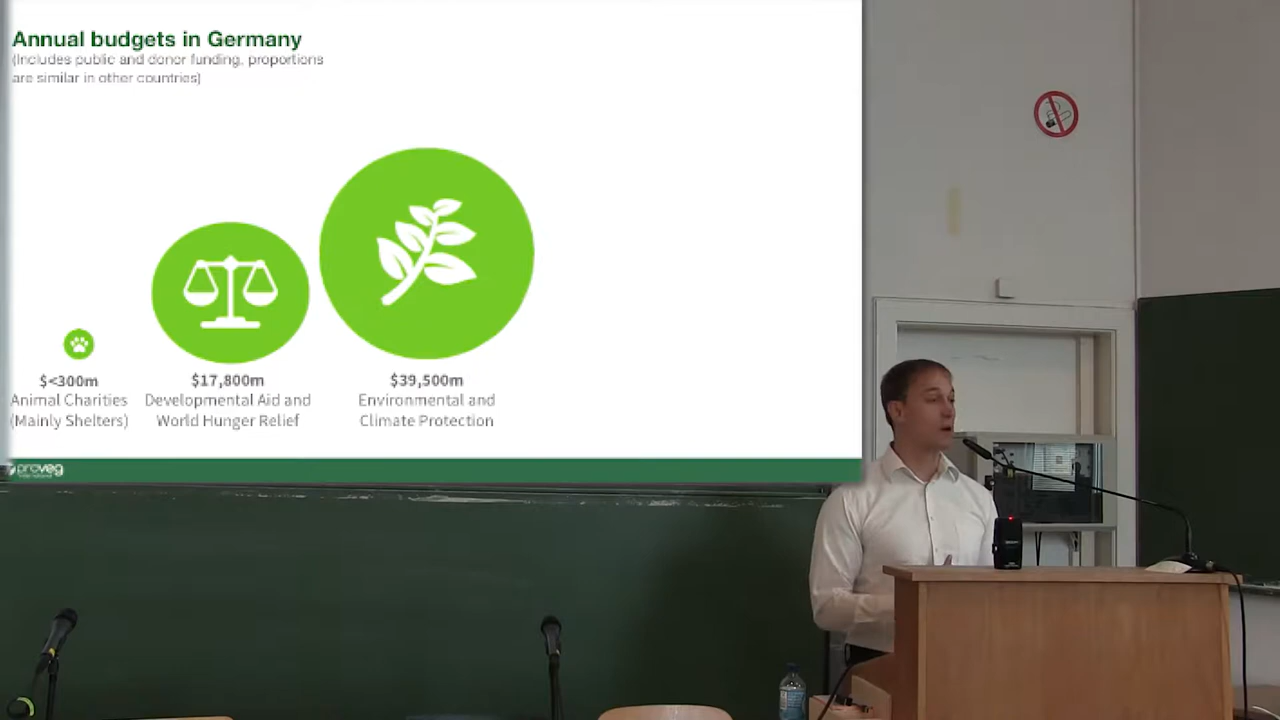 Annual budgets in Germany
(Includes public and donor funding, proportions
are similar in other countries)
$<300m
Animal Charities
(Mainly Shelters)
$17,800m
Developmental Aid and
World Hunger Relief
$39,500m
Environmental and
Climate Protection
proveg